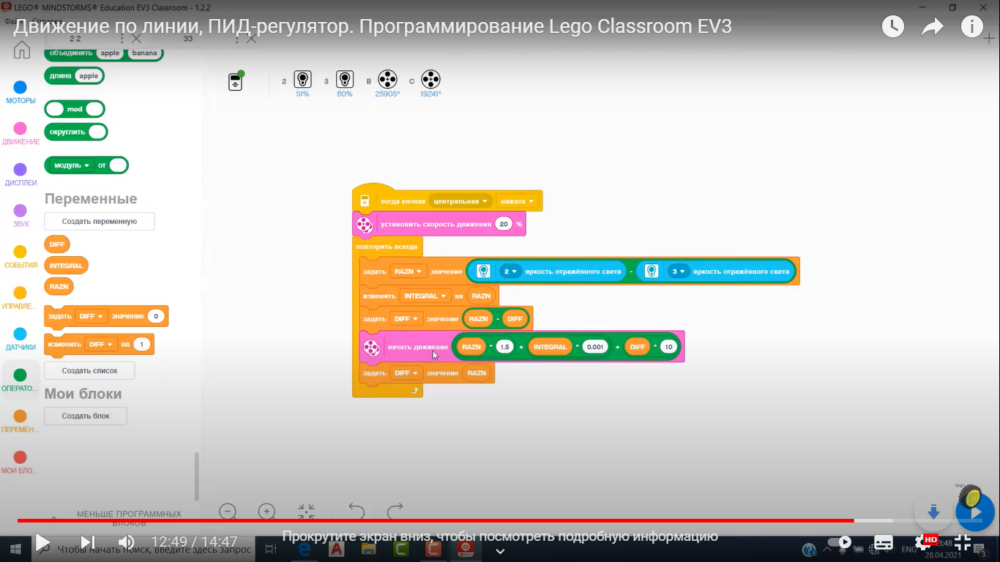 LEGO® MINDSTORMS® Education EV3 Classroom - 1.2.2
Движение по линии, ПИД-регулятор. Программирование Lego Classroom EV3
2 2
33
объединить apple banana
длина apple
mod
округлить
модуль от
Переменные
Создать переменную
DIFF
INTEGRAL
RAZN
задать DIFF значение 0
изменить DIFF на 1
Создать список
Мои блоки
Создать блок
МОТОРЫ
ДВИЖЕНИЕ
ДИСПЛЕЙ
ЗВУК
СОБЫТИЯ
УПРАВЛЕ...
ДАТЧИКИ
ОПЕРАТО...
ПЕРЕМЕН...
МОИ БЛО...
МЕНЬШЕ ПРОГРАММНЫХ
БЛОКОВ
2 3 B C
51% 60% 25905° 19241°
когда кнопка центральная нажата
установить скорость движения 20 %
повторять всегда
задать RAZN значение 2 яркость отражённого света - 3 яркость отражённого света
изменить INTEGRAL на RAZN
задать DIFF значение RAZN - DIFF
начать движение RAZN * 1.5 + INTEGRAL * 0.001 + DIFF * 10
задать DIFF значение RAZN
12:49 / 14:47
Прокрутите экран вниз, чтобы посмотреть подробную информацию
HD
Чтобы начать поиск, введите здесь запрос
ENG
28.04.2021
3